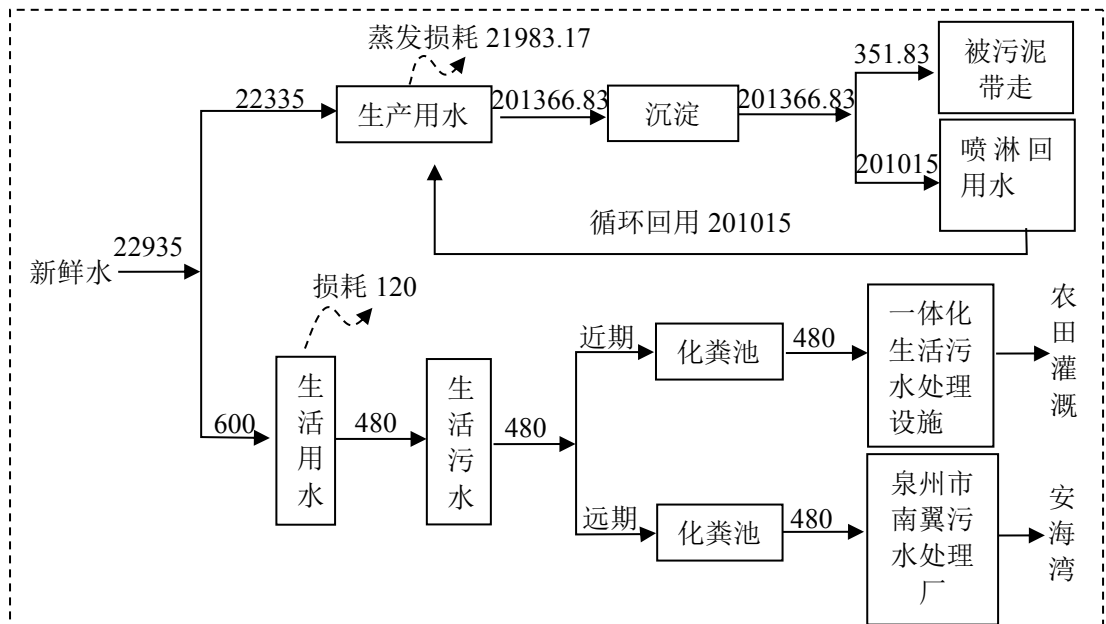 蒸发损耗 21983.17
351.83
被污泥
带走
22335
生产用水
201366.83
沉淀
201366.83
201015
喷淋回
用水
循环回用 201015
新鲜水
22935
损耗 120
农
田
灌
溉
近期
化粪池
480
一体化
生活污
水处理
设施
600
生
活
用
水
480
生
活
污
水
480
远期
化粪池
480
泉州市
南翼污
水处理
厂
安
海
湾